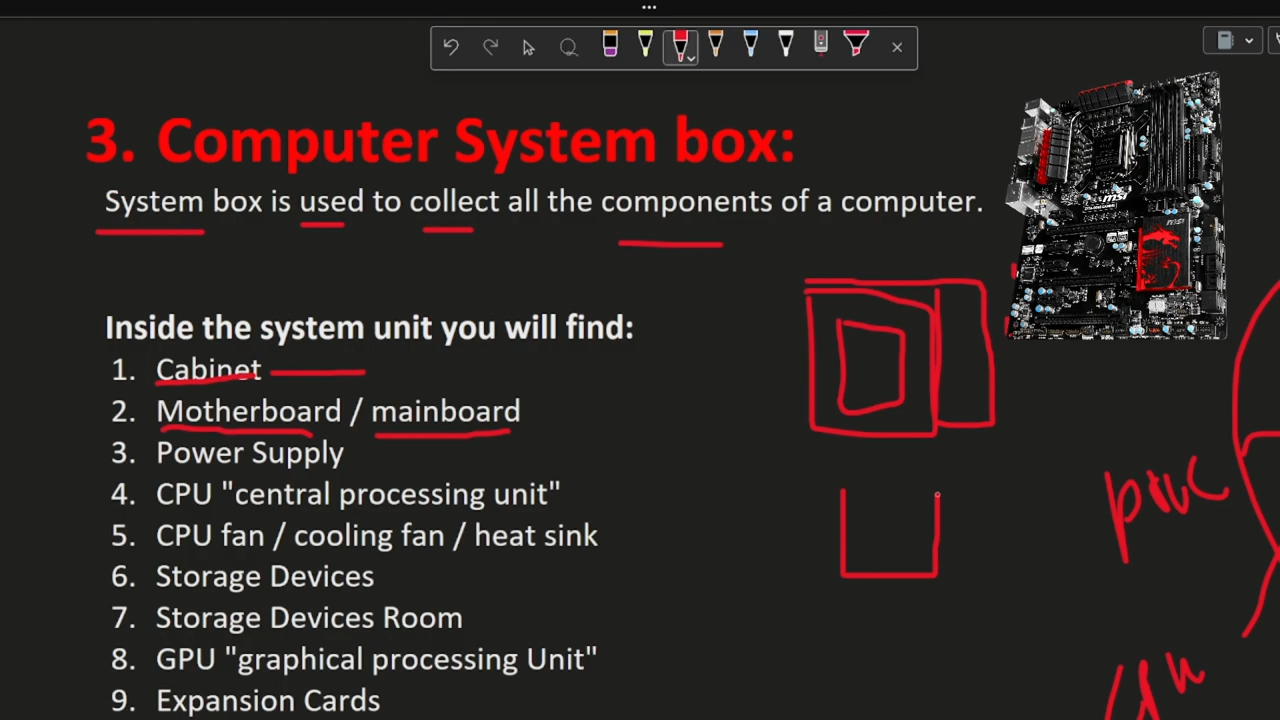 3. Computer System box:
System box is used to collect all the components of a computer.
msi
msi
Inside the system unit you will find:
1. Cabinet
2. Motherboard / mainboard
3. Power Supply
4. CPU "central processing unit"
5. CPU fan / cooling fan / heat sink
6. Storage Devices
7. Storage Devices Room
8. GPU "graphical processing Unit"
9. Expansion Cards